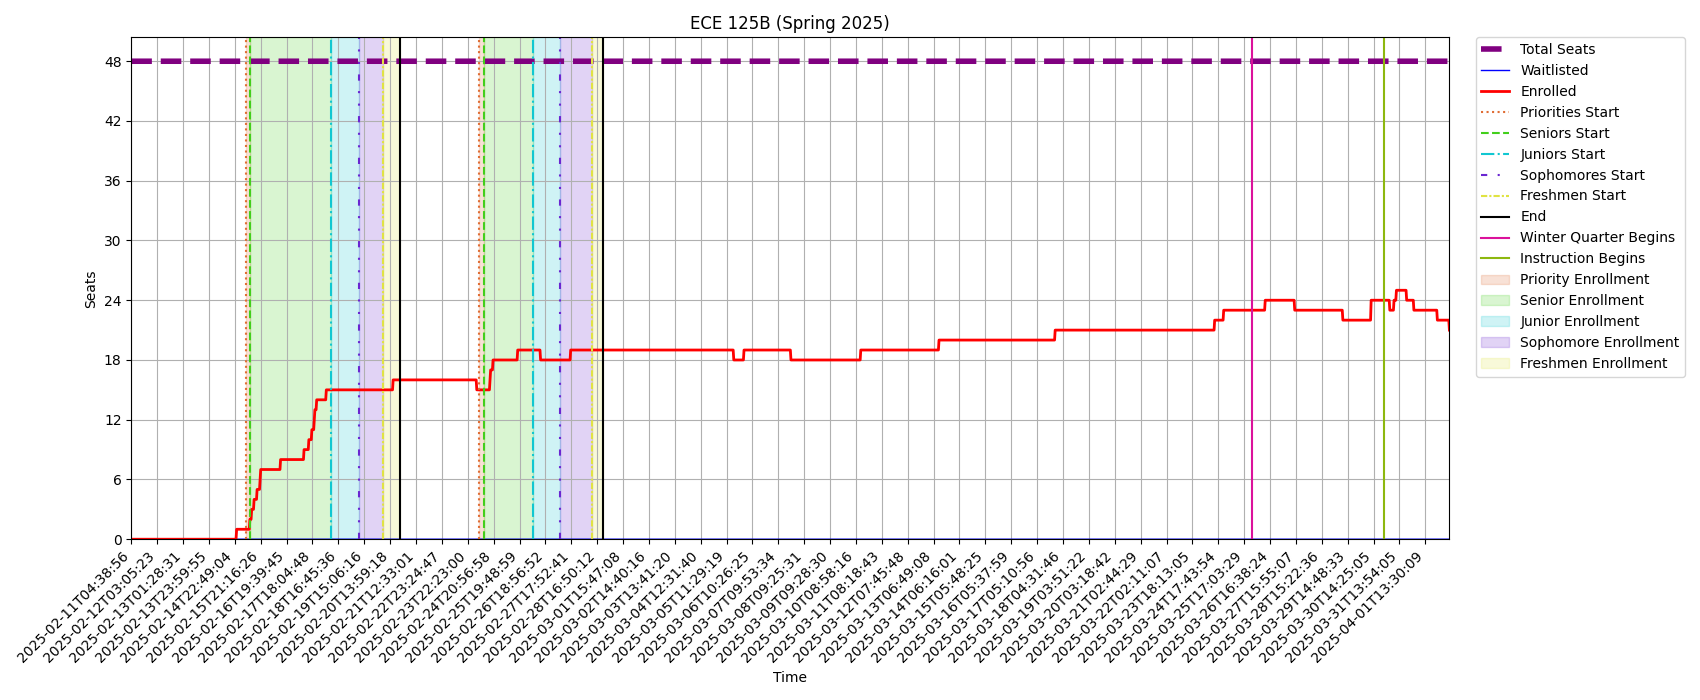 ECE 125B (Spring 2025)
Seats
48
42
36
30
24
18
12
6
0
2025-02-11T04:38:56
2025-02-12T03:05:23
2025-02-13T01:28:31
2025-02-13T23:59:55
2025-02-14T22:49:04
2025-02-15T21:16:26
2025-02-16T19:39:45
2025-02-17T18:04:48
2025-02-18T16:45:36
2025-02-19T15:06:16
2025-02-20T13:59:18
2025-02-21T12:33:01
2025-02-22T23:24:47
2025-02-23T22:23:00
2025-02-24T20:56:58
2025-02-25T19:48:59
2025-02-26T18:56:52
2025-02-27T17:52:41
2025-02-28T16:50:12
2025-03-01T15:47:08
2025-03-02T14:40:16
2025-03-03T13:41:20
2025-03-04T12:31:40
2025-03-05T11:29:19
2025-03-06T10:26:25
2025-03-07T09:53:34
2025-03-08T09:25:31
2025-03-09T09:28:30
2025-03-10T08:58:16
2025-03-11T08:18:43
2025-03-12T07:45:48
2025-03-13T06:49:08
2025-03-14T06:16:01
2025-03-15T05:48:25
2025-03-16T05:37:59
2025-03-17T05:10:56
2025-03-18T04:31:46
2025-03-19T03:51:22
2025-03-20T03:18:42
2025-03-21T02:44:29
2025-03-22T02:11:07
2025-03-23T18:13:05
2025-03-24T17:43:54
2025-03-25T17:03:29
2025-03-26T16:38:24
2025-03-27T15:55:07
2025-03-28T15:22:36
2025-03-29T14:48:33
2025-03-30T14:25:05
2025-03-31T13:54:05
2025-04-01T13:30:09
Time
Total Seats
Waitlisted
Enrolled
Priorities Start
Seniors Start
Juniors Start
Sophomores Start
Freshmen Start
End
Winter Quarter Begins
Instruction Begins
Priority Enrollment
Senior Enrollment
Junior Enrollment
Sophomore Enrollment
Freshmen Enrollment